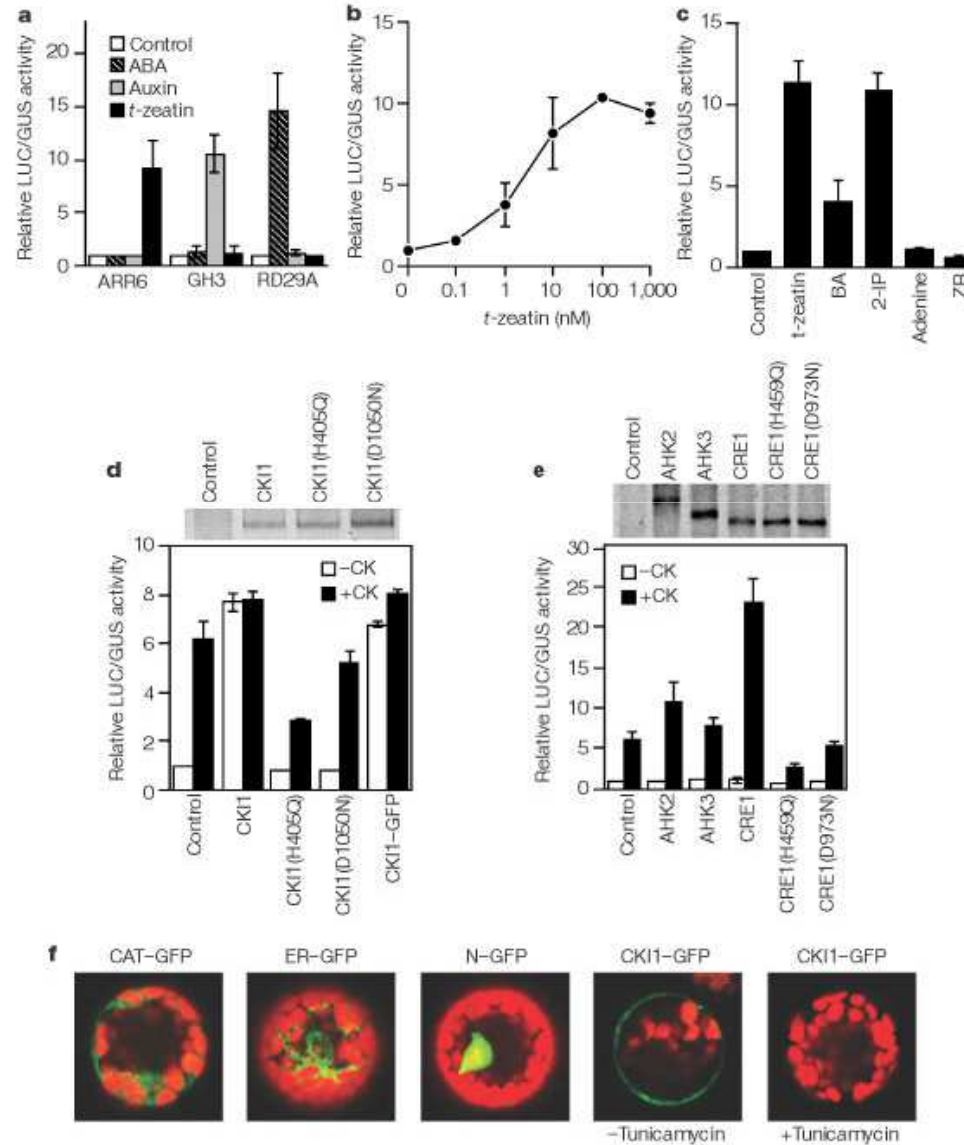 a
Relative LUC/GUS activity
20
15
10
5
0
Control
ABA
Auxin
t-zeatin
ARR6 GH3 RD29A
b
Relative LUC/GUS activity
15
10
5
0
0 0.1 1 10 100 1,000
t-zeatin (nM)
c
Relative LUC/GUS activity
15
10
5
0
Control
t-zeatin
BA
2-IP
Adenine
ZR
d
Control
CKI1
CKI1(H405Q)
CKI1(D1050N)
Relative LUC/GUS activity
10
8
6
4
2
0
–CK
+CK
Control
CKI1
CKI1(H405Q)
CKI1(D1050N)
CKI1–GFP
e
Control
AHK2
AHK3
CRE1
CRE1(H459Q)
CRE1(D973N)
Relative LUC/GUS activity
30
25
20
15
10
5
0
–CK
+CK
Control
AHK2
AHK3
CRE1
CRE1(H459Q)
CRE1(D973N)
f
CAT–GFP ER–GFP N–GFP CKI1–GFP CKI1–GFP
–Tunicamycin +Tunicamycin